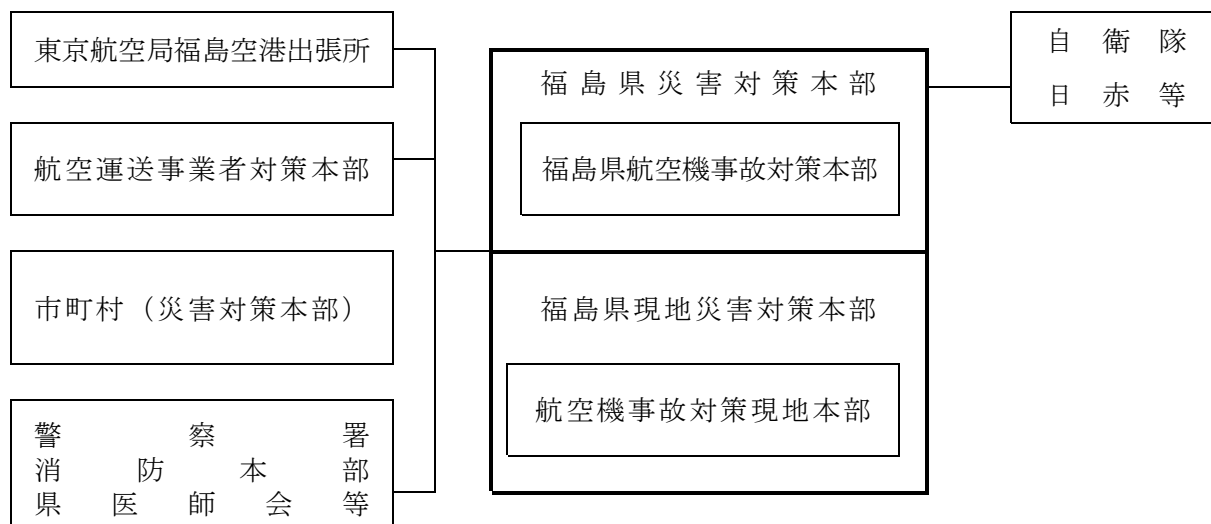 東京航空局福島空港出張所
航空運送事業者対策本部
市町村（災害対策本部）
警察署
消防本部
県医師会等
福島県災害対策本部
福島県航空機事故対策本部
福島県現地災害対策本部
航空機事故対策現地本部
自衛隊
日赤等